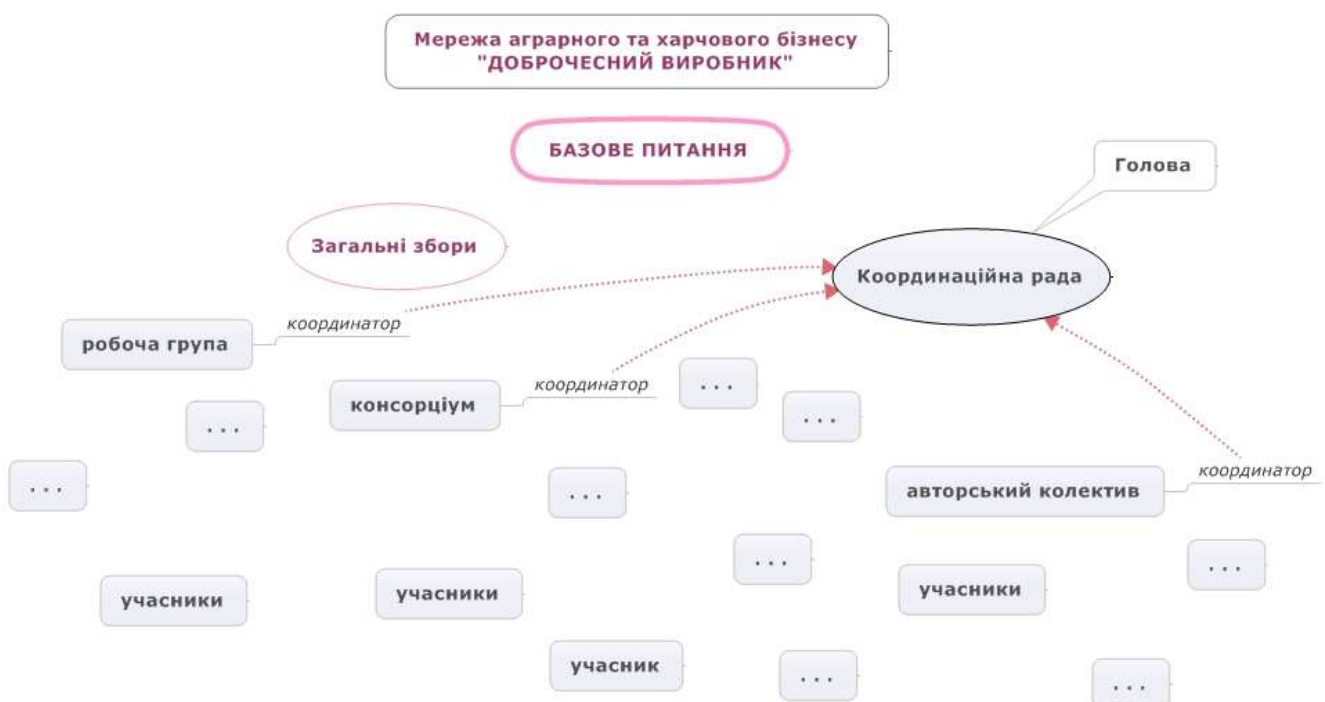 Мережа аграрного та харчового бізнесу
"ДОБРОЧЕСНИЙ ВИРОБНИК"
БАЗОВЕ ПИТАННЯ
Голова
Загальні збори
Координаційна рада
робоча група
координатор
консорціум
координатор
. . .
. . .
. . .
. . .
. . .
авторський колектив
координатор
. . .
. . .
учасники
учасники
учасники
учасник
. . .
. . .